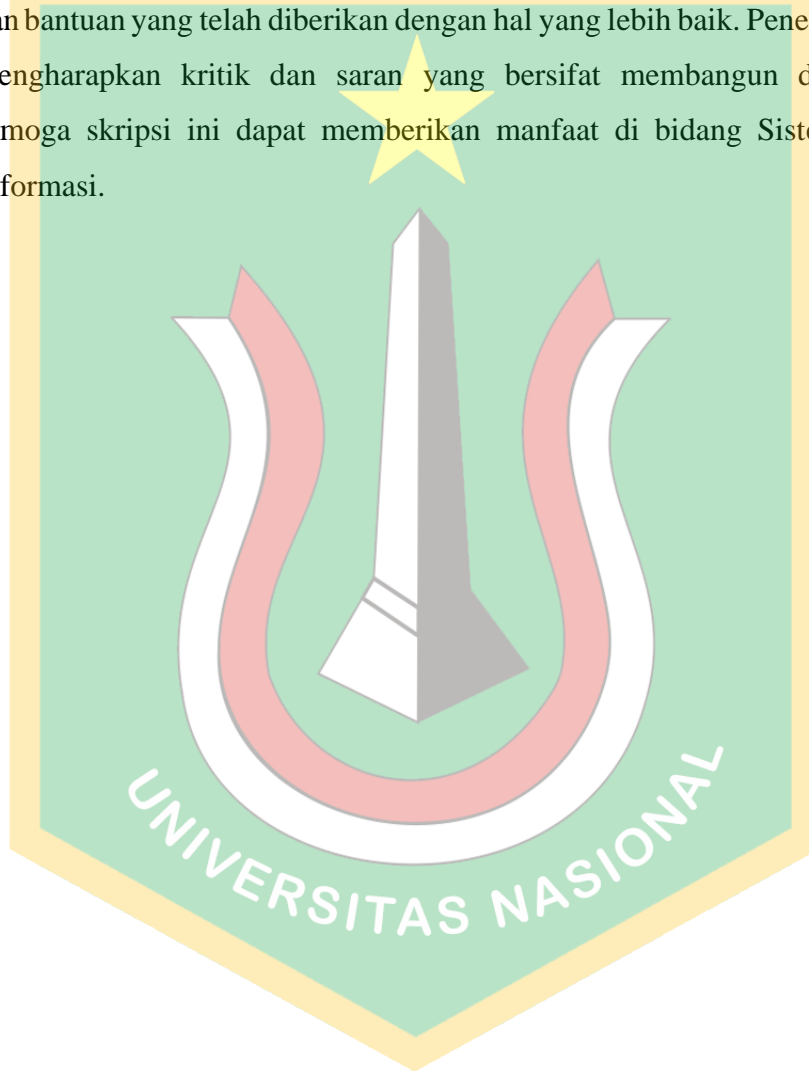 an bantuan yang telah diberikan dengan hal yang lebih baik. Pene
engharapkan kritik dan saran yang bersifat membangun d
moga skripsi ini dapat memberikan manfaat di bidang Siste
formasi.
UNIVERSITAS NASIONAL